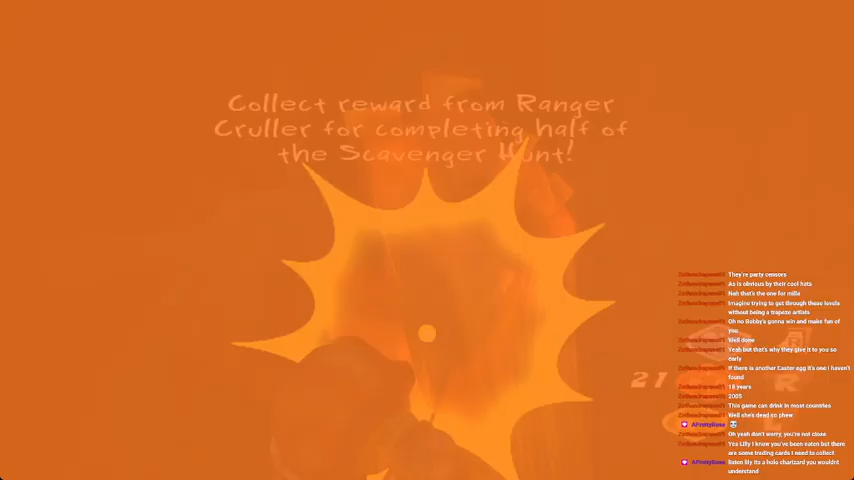 Collect reward from Ranger
Cruller for completing half of
the Scavenger Hunt!
They're party censors
As is obvious by their cool hats
Nah that's the one for milla
Imagine trying to get through these levels
without being a trapeze artists
Oh no Bobby's gonna win and make fun of
you
Well done
Yeah but that's why they give it to you so
early
If there is another Easter egg it's one I haven't
found
18 years
2005
This game can drink in most countries
Well she's dead so phew
APrettyRose
Oh yeah don't worry, you're not clone
Yes Lilly I know you've been eaten but there
are some trading cards I need to collect
APrettyRose listen lily its a holo charizard you wouldnt
understand
21
R
L